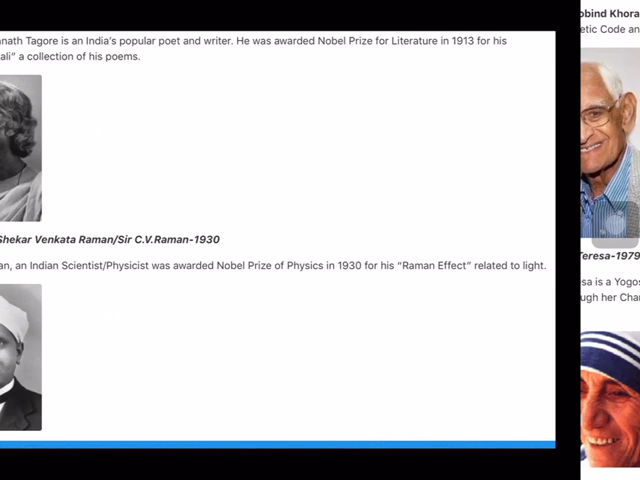 nath Tagore is an India's popular poet and writer. He was awarded Nobel Prize for Literature in 1913 for his
ali" a collection of his poems.
Shekar Venkata Raman/Sir C.V.Raman-1930
an, an Indian Scientist/Physicist was awarded Nobel Prize of Physics in 1930 for his "Raman Effect" related to light.
obind Khora
etic Code an
Teresa-1979
sa is a Yogos
ugh her Cha